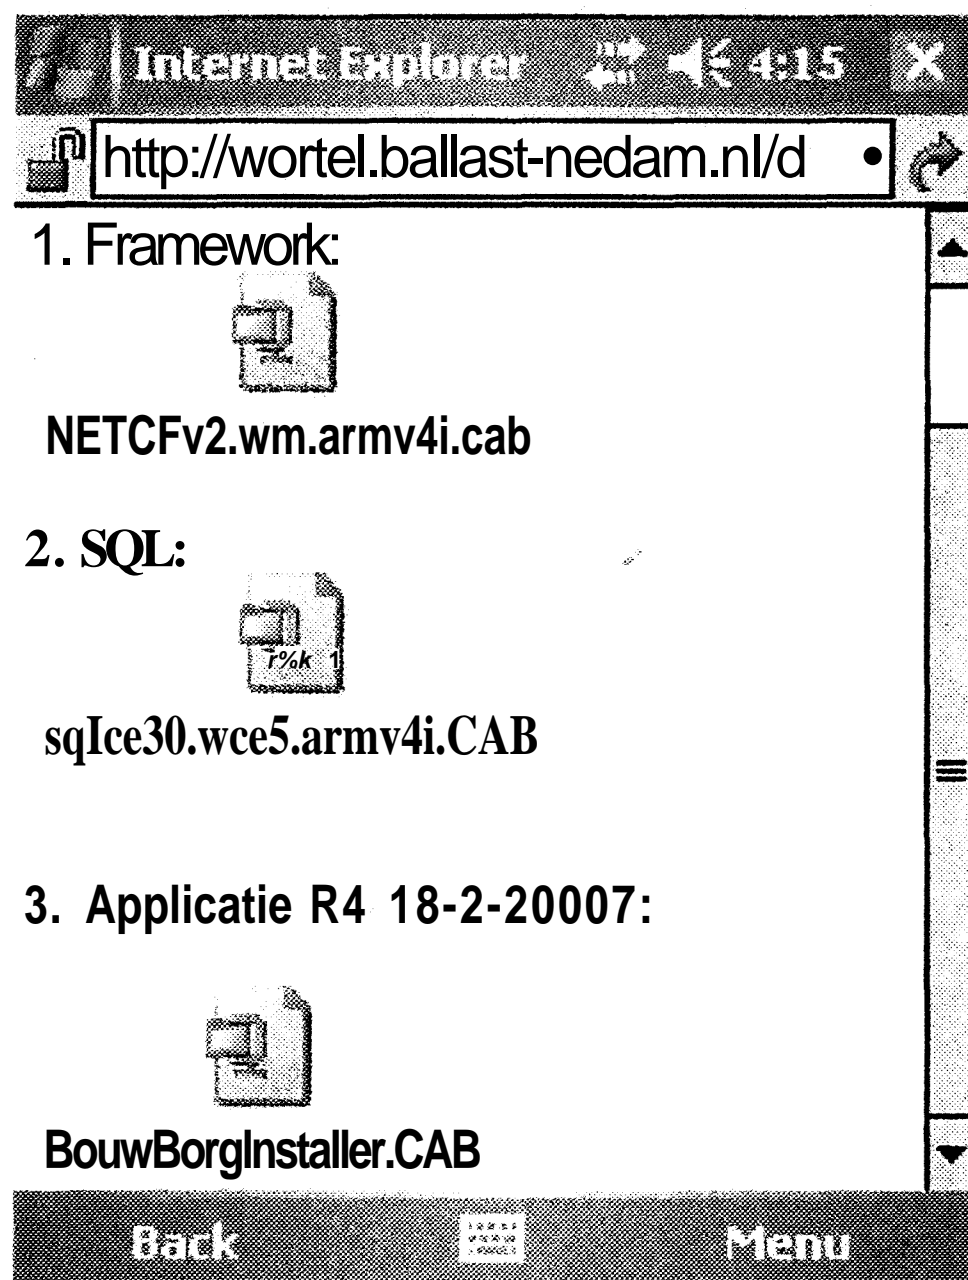 Internet Explorer 4:15
http://wortel.ballast-nedam.nl/d
1. Framework:
NETCFv2.wm.armv4i.cab
2. SQL:
r%k 1
sqIce30.wce5.armv4i.CAB
3. Applicatie R4 18-2-20007:
BouwBorgInstaller.CAB
Back Menu